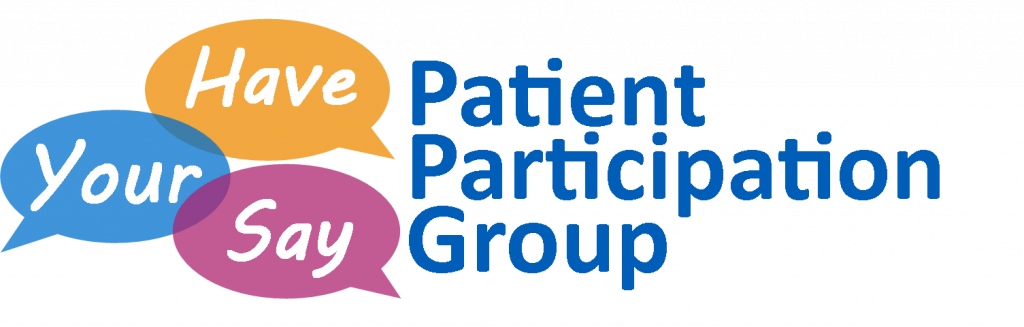 Have
Your
Say
Patient
Participation
Group